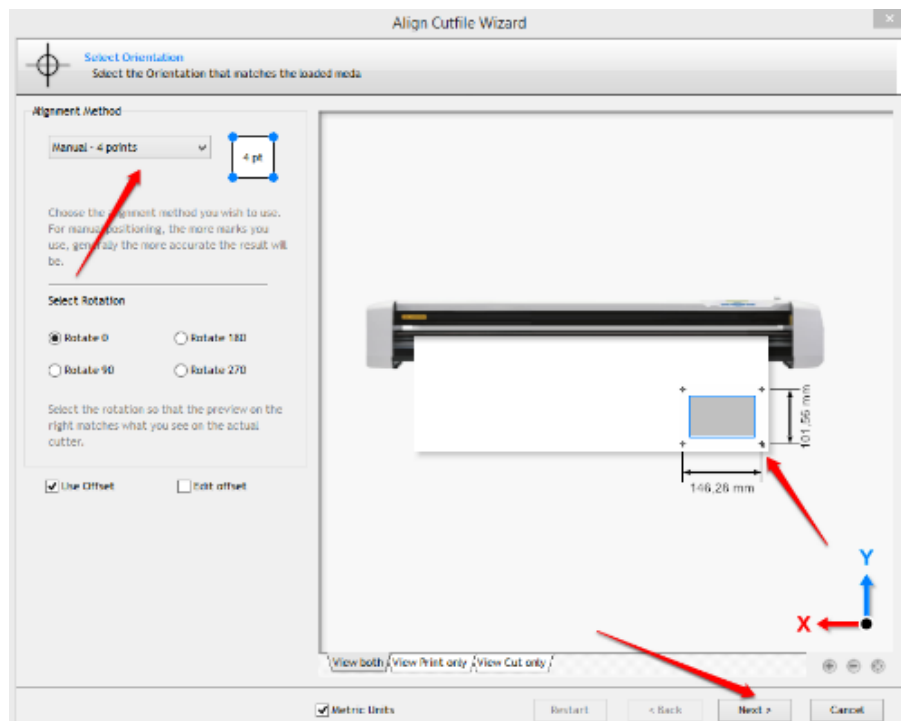 Align Cutfile Wizard
Select Orientation
Select the Orientation that matches the loaded meda
Alignment Method
Manual - 4 points
4 pt
Choose the alignment method you wish to use.
For manual positioning, the more marks you
use, generally the more accurate the result will
be.
Select Rotation
Rotate 0
Rotate 180
Rotate 90
Rotate 270
Select the rotation so that the preview on the
right matches what you see on the actual
cutter.
Use Offset
Edit offset
101,56 mm
146,28 mm
Y
X
View both
View Print only
View Cut only
Metric Units
Restart
< Back
Next >
Cancel